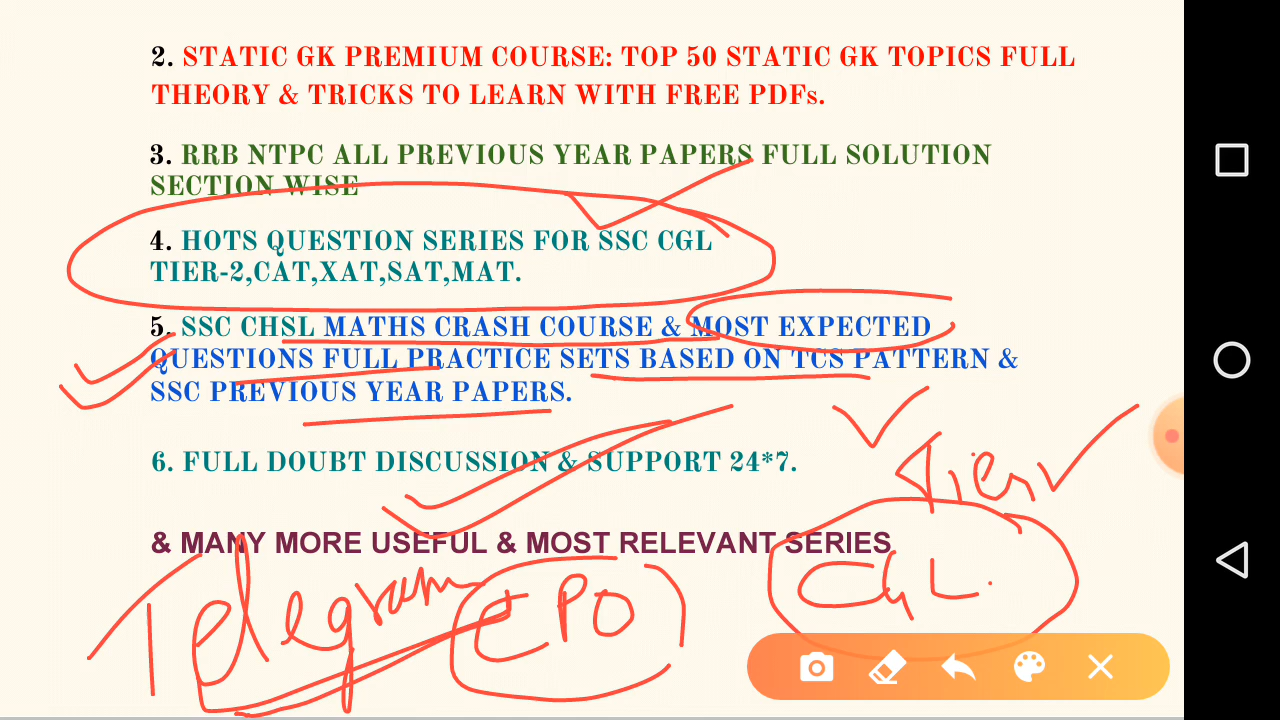 2. STATIC GK PREMIUM COURSE: TOP 50 STATIC GK TOPICS FULL
THEORY & TRICKS TO LEARN WITH FREE PDFs.
3. RRB NTPC ALL PREVIOUS YEAR PAPERS FULL SOLUTION
SECTION WISE
4. HOTS QUESTION SERIES FOR SSC CGL
TIER-2,CAT,XAT,SAT,MAT.
5. SSC CHSL MATHS CRASH COURSE & MOST EXPECTED
QUESTIONS FULL PRACTICE SETS BASED ON TCS PATTERN &
SSC PREVIOUS YEAR PAPERS.
6. FULL DOUBT DISCUSSION & SUPPORT 24*7.
Tier
& MANY MORE USEFUL & MOST RELEVANT SERIES
Telegram CPO CGL.